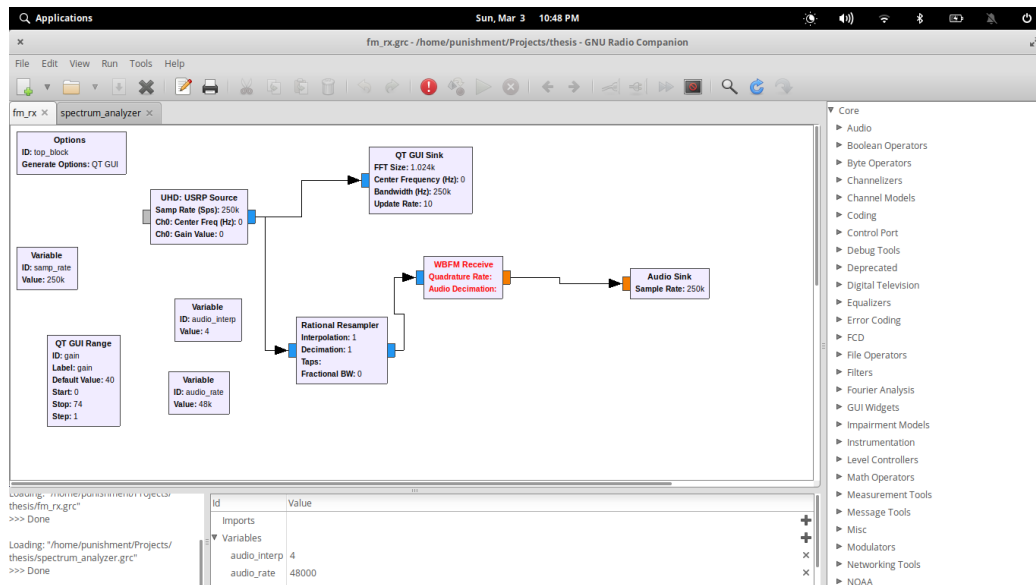 Applications
Sun, Mar 3 10:48 PM
fm_rx.grc - /home/punishment/Projects/thesis - GNU Radio Companion
File Edit View Run Tools Help
fm_rx
spectrum_analyzer
Options
ID: top_block
Generate Options: QT GUI
UHD: USRP Source
Samp Rate (Sps): 250k
Ch0: Center Freq (Hz): 0
Ch0: Gain Value: 0
QT GUI Sink
FFT Size: 1.024k
Center Frequency (Hz): 0
Bandwidth (Hz): 250k
Update Rate: 10
Variable
ID: samp_rate
Value: 250k
Variable
ID: audio_interp
Value: 4
WBFM Receive
Quadrature Rate:
Audio Decimation:
Audio Sink
Sample Rate: 250k
QT GUI Range
ID: gain
Label: gain
Default Value: 40
Start: 0
Stop: 74
Step: 1
Variable
ID: audio_rate
Value: 48k
Rational Resampler
Interpolation: 1
Decimation: 1
Taps:
Fractional BW: 0
Core
Audio
Boolean Operators
Byte Operators
Channelizers
Channel Models
Coding
Control Port
Debug Tools
Deprecated
Digital Television
Equalizers
Error Coding
FCD
File Operators
Filters
Fourier Analysis
GUI Widgets
Impairment Models
Instrumentation
Level Controllers
Math Operators
Measurement Tools
Message Tools
Misc
Modulators
Networking Tools
NOAA
Loading: "/home/punishment/Projects/
thesis/fm_rx.grc"
>>> Done
Loading: "/home/punishment/Projects/
thesis/spectrum_analyzer.grc"
>>> Done
Id Value
Imports
Variables
audio_interp 4
audio_rate 48000